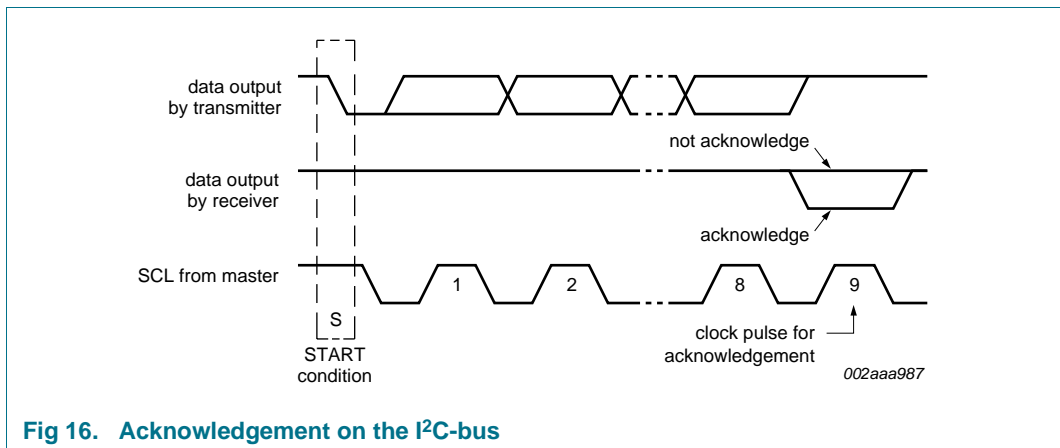 data output
by transmitter
not acknowledge
data output
by receiver
acknowledge
SCL from master
1
2
8
9
S
START
condition
clock pulse for
acknowledgement
002aaa987
Fig 16. Acknowledgement on the I²C-bus